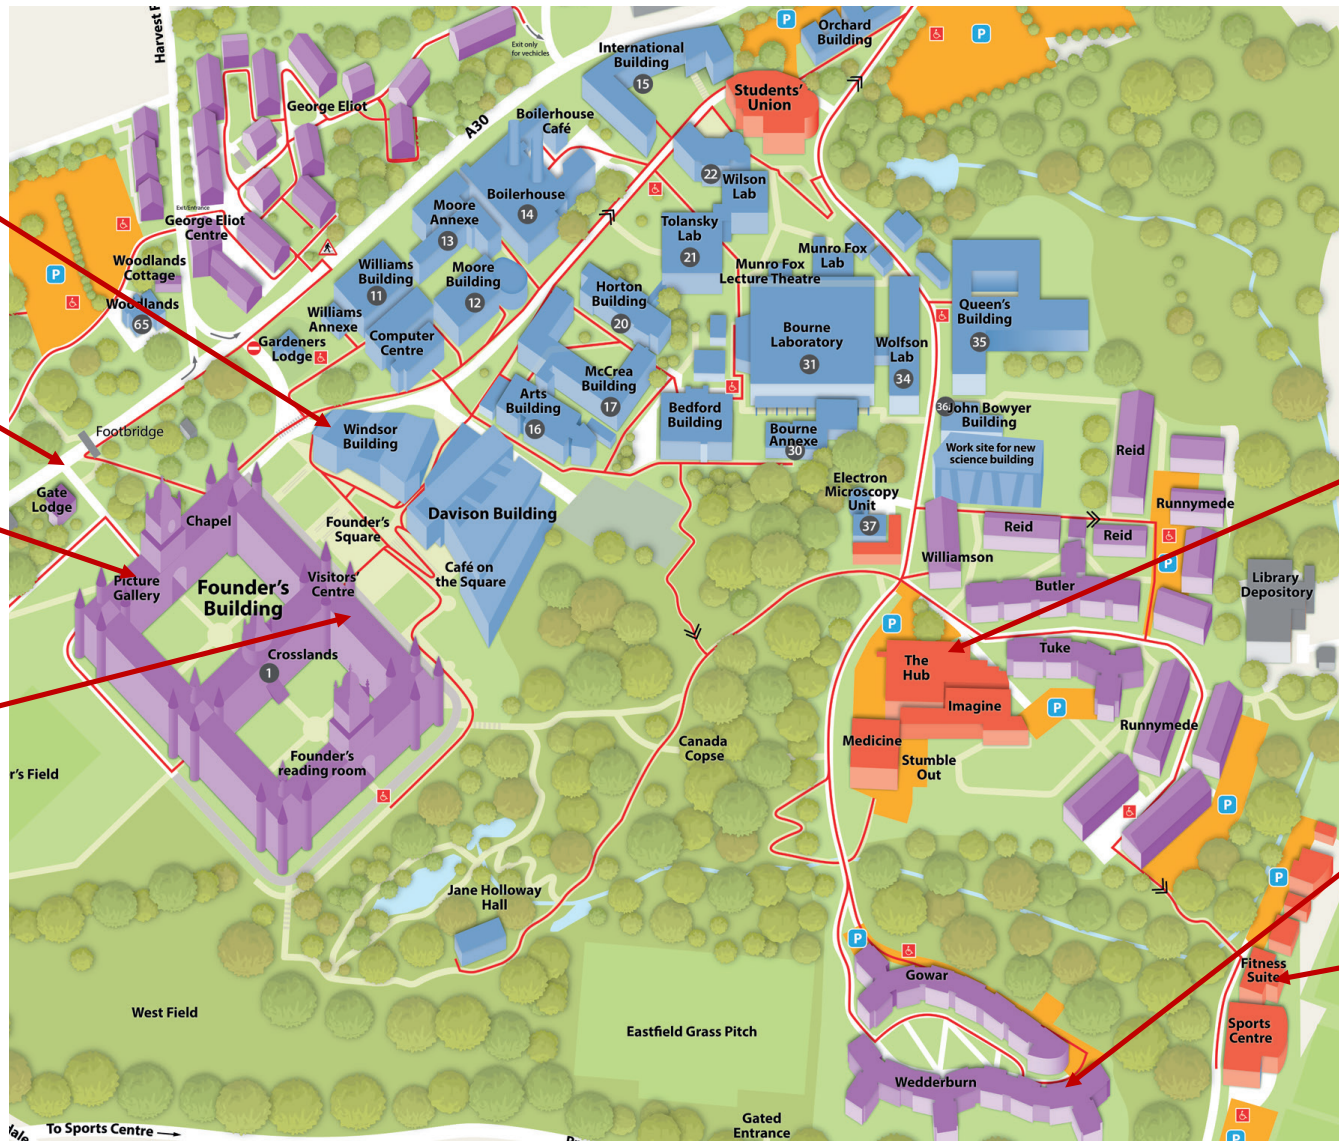 Harvest F
Exit only
for vechicles
Orchard
Building
P
P
International
Building
15
Students'
Union
George Eliot
A30
Boilerhouse
Café
22
Wilson
Lab
Boilerhouse
14
Moore
Annexe
13
Exit/Entrance
George Eliot
Centre
Tolansky
Lab
21
Munro Fox
Lab
Munro Fox
Lecture Theatre
Woodlands
Cottage
P
Williams
Building
11
Moore
Building
12
Horton
Building
20
Woodlands
65
Williams
Annexe
Queen's
Building
35
Gardeners
Lodge
Computer
Centre
Bourne
Laboratory
31
Wolfson
Lab
34
McCrea
Building
17
Arts
Building
16
Bedford
Building
36
John Bowyer
Building
Footbridge
Windsor
Building
Bourne
Annexe
30
Work site for new
science building
Reid
Gate
Lodge
Electron
Microscopy
Unit
37
Runnymede
Chapel
Founder's
Square
Davison Building
Reid
Reid
Williamson
P
Picture
Gallery
Founder's
Building
Visitors'
Centre
Café on
the Square
Butler
Library
Depository
P
Crosslands
1
The
Hub
Tuke
Imagine
P
Runnymede
Founder's
reading room
Canada
Copse
Medicine
Stumble
Out
r's Field
P
P
Jane Holloway
Hall
P
Gowar
Fitness
Suite
West Field
Eastfield Grass Pitch
Sports
Centre
Wedderburn
Gated
Entrance
To Sports Centre
dale
P